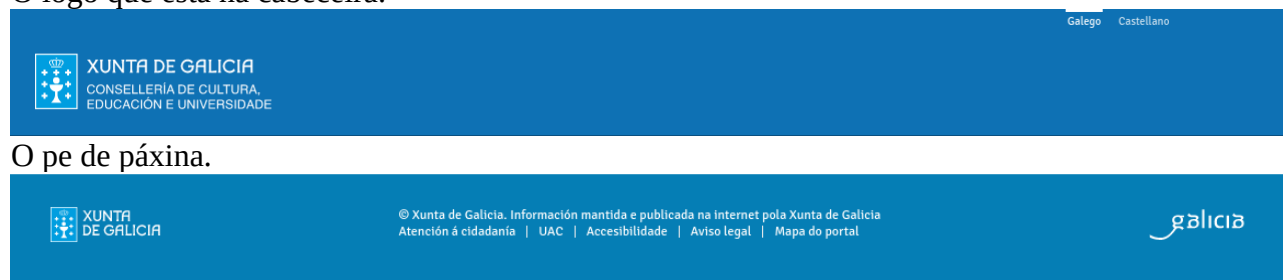 O logo que está na cabeceira.
Galego Castellano
XUNTA DE GALICIA
CONSELLERÍA DE CULTURA,
EDUCACIÓN E UNIVERSIDADE
O pe de páxina.
XUNTA
DE GALICIA
© Xunta de Galicia. Información mantida e publicada na internet pola Xunta de Galicia
Atención á cidadanía | UAC | Accesibilidade | Aviso legal | Mapa do portal
galicia